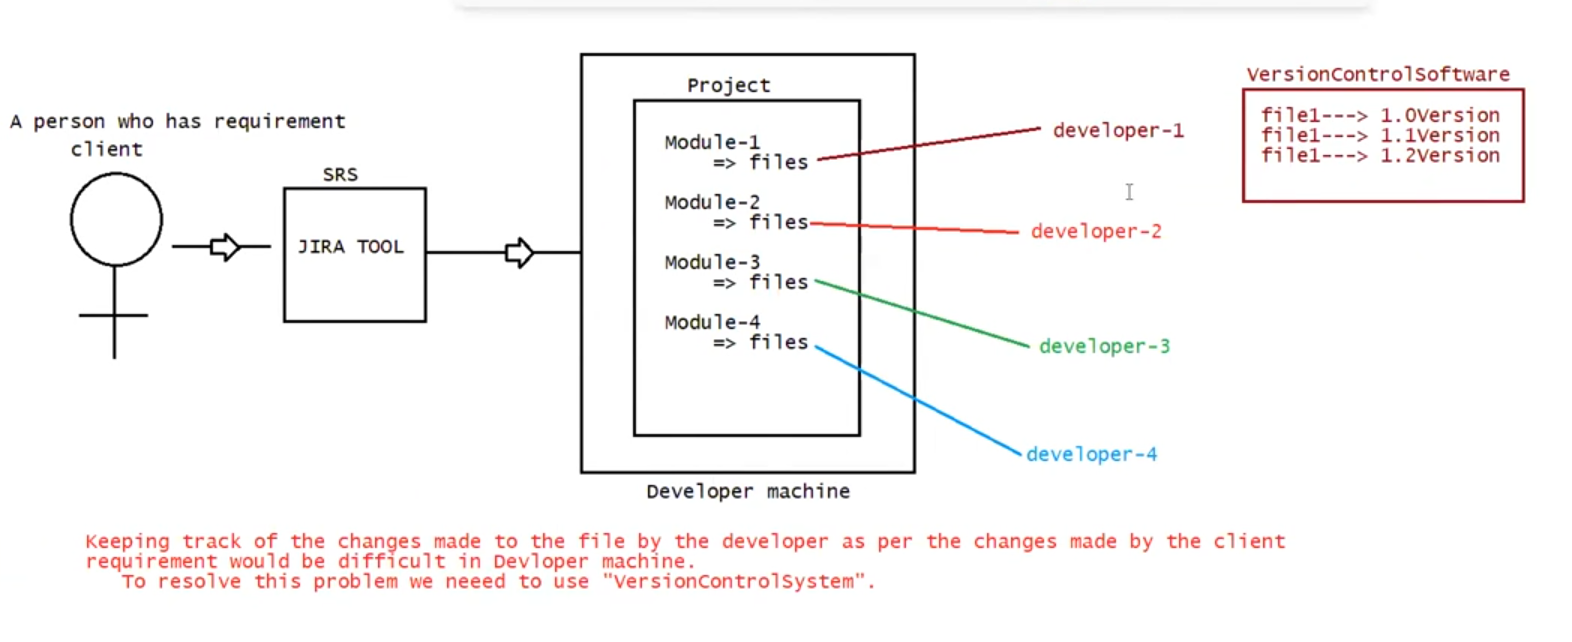 A person who has requirement
client
SRS
JIRA TOOL
Project
Module-1
=> files
Module-2
=> files
Module-3
=> files
Module-4
=> files
Developer machine
developer-1
developer-2
developer-3
developer-4
VersionControlSoftware
file1---> 1.0Version
file1---> 1.1Version
file1---> 1.2Version
Keeping track of the changes made to the file by the developer as per the changes made by the client
requirement would be difficult in Devloper machine.
To resolve this problem we neeed to use "VersionControlSystem".